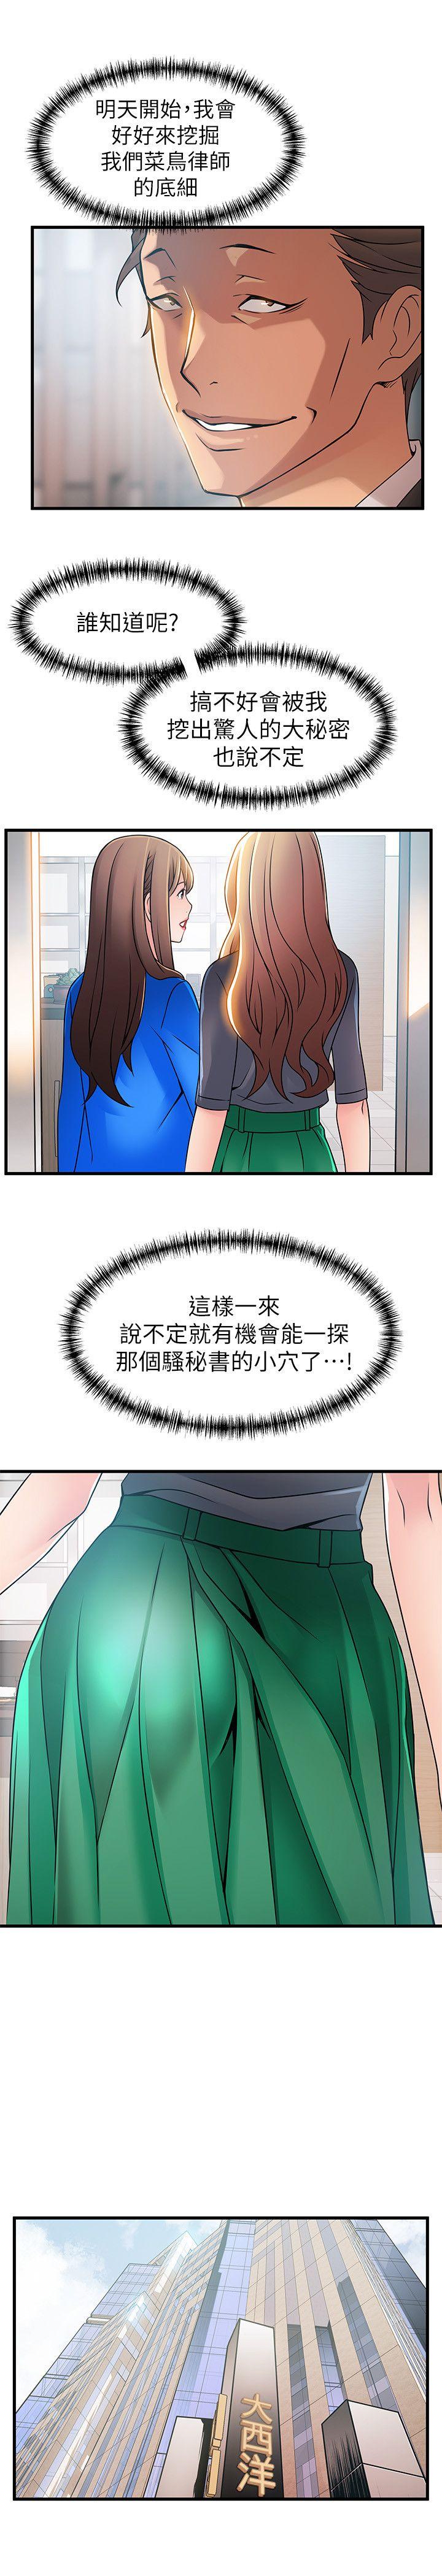 明天開始，我會
好好來挖掘
我們菜鳥律師
的底細
誰知道呢?
搞不好會被我
挖出驚人的大秘密
也說不定
這樣一來
說不定就有機會能一探
那個騷秘書的小穴了…!
大西洋